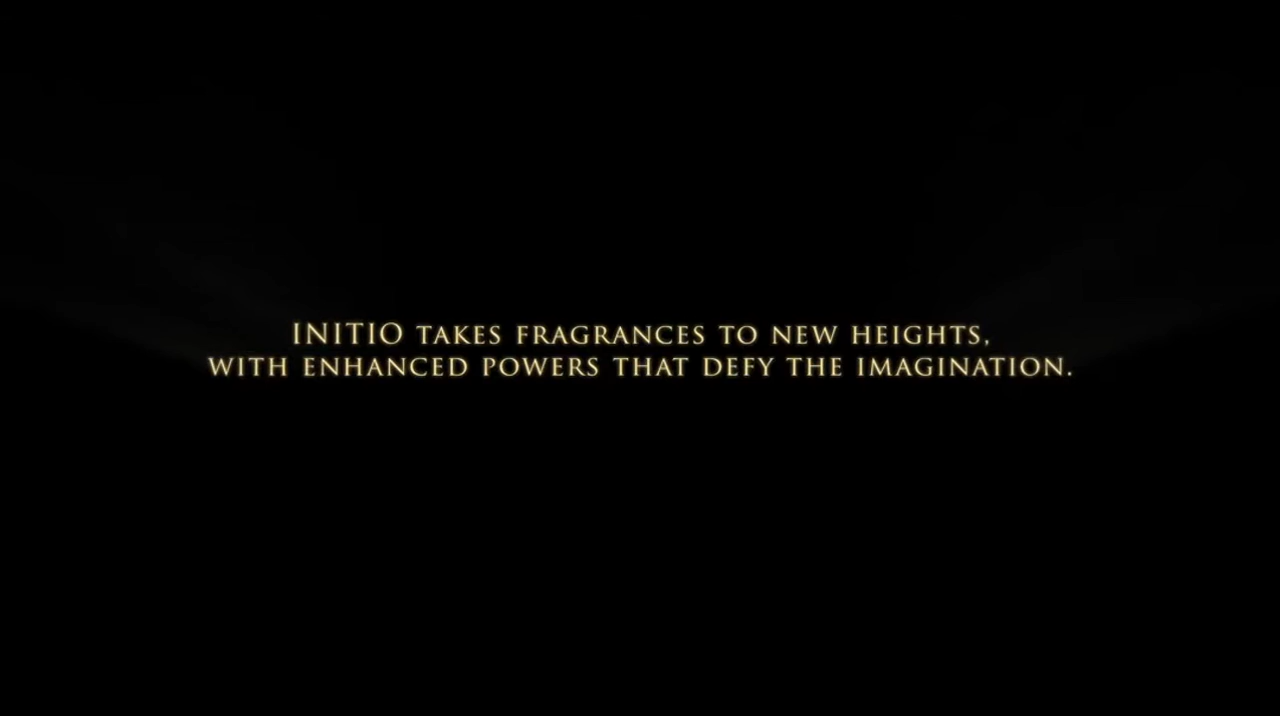 INITIO TAKES FRAGRANCES TO NEW HEIGHTS,
WITH ENHANCED POWERS THAT DEFY THE IMAGINATION.